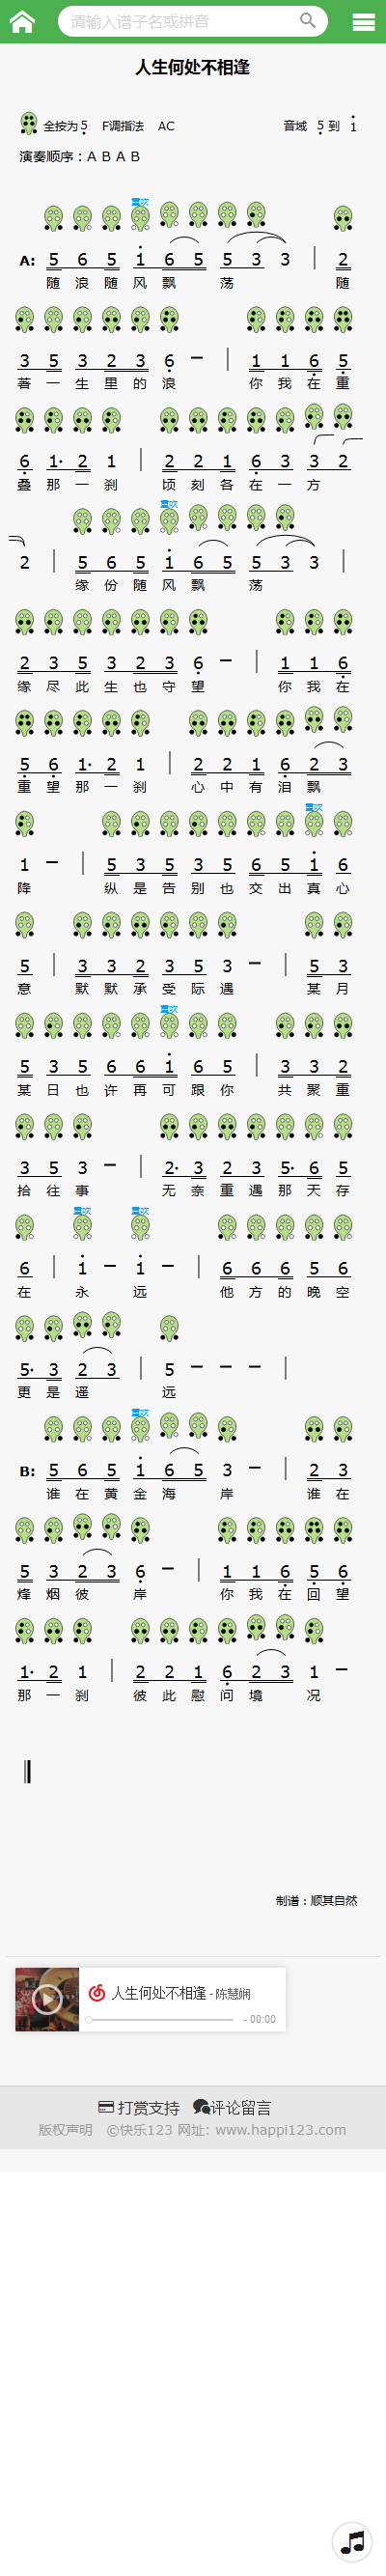 请输入谱子名或拼音
人生何处不相逢
全按为5 F调指法 AC 音域 5到 1
演奏顺序：A B A B
重吹
A: 5 6 5 1 6 5 5 3 3 | 2
随 浪 随 风 飘 荡 随
3 5 3 2 3 6 － | 1 1 6 5
著 一 生 里 的 浪 你 我 在 重
6 1· 2 1 | 2 2 1 6 3 3 2
叠 那 一 刹 顷 刻 各 在 一 方
重吹
2 | 5 6 5 1 6 5 5 3 3 |
缘 份 随 风 飘 荡
2 3 5 3 2 3 6 － | 1 1 6
缘 尽 此 生 也 守 望 你 我 在
5 6 1· 2 1 | 2 2 1 6 2 3
重 望 那 一 刹 心 中 有 泪 飘
重吹
1 － | 5 3 5 3 5 6 5 1 6
降 纵 是 告 别 也 交 出 真 心
5 | 3 3 2 3 5 3 － | 5 3
意 默 默 承 受 际 遇 某 月
重吹
5 3 5 6 6 1 6 5 | 3 3 2
某 日 也 许 再 可 跟 你 共 聚 重
3 5 3 － | 2· 3 2 3 5· 6 5
拾 往 事 无 奈 重 遇 那 天 存
重吹 重吹
6 | 1 － 1 － | 6 6 6 5 6
在 永 远 他 方 的 晚 空
5· 3 2 3 | 5 － － － |
更 是 遥 远
重吹
B: 5 6 5 1 6 5 3 － | 2 3
谁 在 黄 金 海 岸 谁 在
5 3 2 3 6 － | 1 1 6 5 6
烽 烟 彼 岸 你 我 在 回 望
1· 2 1 | 2 2 1 6 2 3 1 －
那 一 刹 彼 此 慰 问 境 况
制谱：顺其自然
人生何处不相逢 - 陈慧娴
- 00:00
打赏支持 评论留言
版权声明 ©快乐123 网址: www.happi123.com